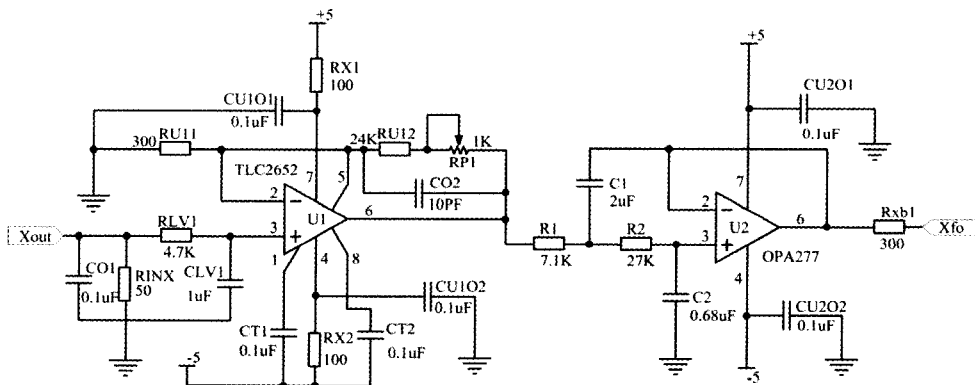 +5
+5
RX1
100
CU1O1
0.1uF
CU2O1
0.1uF
300
RU11
24K
RU12
1K
RP1
TLC2652
7
5
CO2
10PF
2
U1
6
3
1
4
8
Xout
RLV1
4.7K
CO1
0.1uF
RINX
50
CLV1
1uF
CT1
0.1uF
RX2
100
CT2
0.1uF
CU1O2
0.1uF
-5
R1
7.1K
C1
2uF
R2
27K
C2
0.68uF
7
2
U2
6
3
OPA277
4
Rxb1
300
Xfo
CU2O2
0.1uF
-5